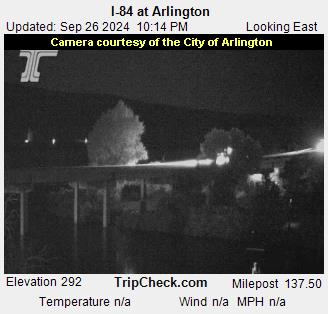 I-84 at Arlington
Updated: Sep 26 2024 10:14 PM Looking East
Camera courtesy of the City of Arlington
Elevation 292 TripCheck.com Milepost 137.50
Temperature n/a Wind n/a MPH n/a